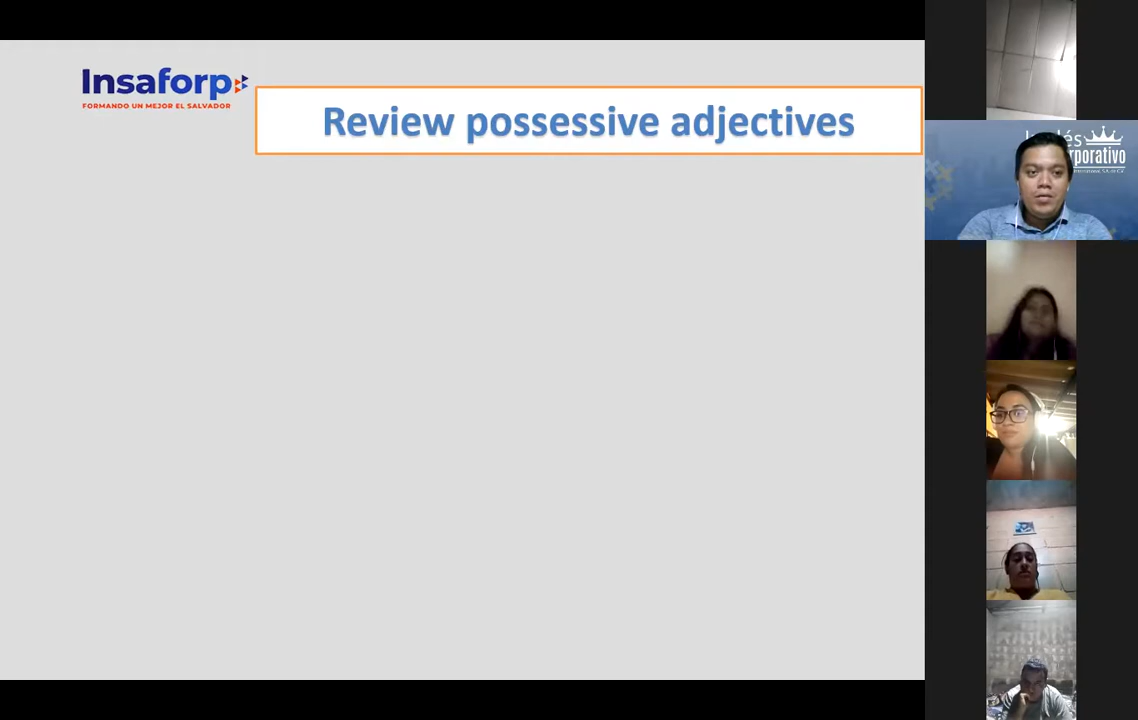 Insaforp
FORMANDO UN MEJOR EL SALVADOR
Review possessive adjectives